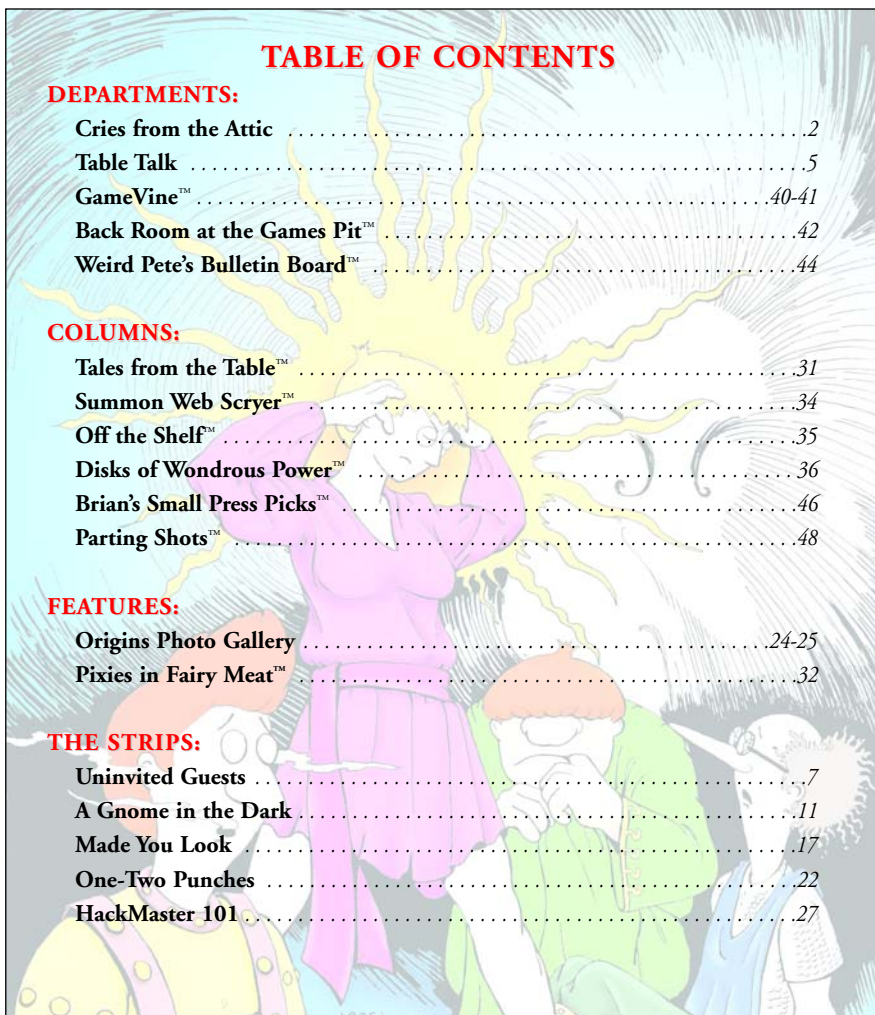 TABLE OF CONTENTS
DEPARTMENTS:
Cries from the Attic . . . . . . . . . . . . . . . . . . . . . . . . . . . . . . . . . . . . . . . . . . . . . . . . . .2
Table Talk . . . . . . . . . . . . . . . . . . . . . . . . . . . . . . . . . . . . . . . . . . . . . . . . . . . . . . . . . .5
GameVine™ . . . . . . . . . . . . . . . . . . . . . . . . . . . . . . . . . . . . . . . . . . . . . . . . . . . . .40-41
Back Room at the Games Pit™ . . . . . . . . . . . . . . . . . . . . . . . . . . . . . . . . . . . . . . .42
Weird Pete's Bulletin Board™ . . . . . . . . . . . . . . . . . . . . . . . . . . . . . . . . . . . . . . . .44
COLUMNS:
Tales from the Table™ . . . . . . . . . . . . . . . . . . . . . . . . . . . . . . . . . . . . . . . . . . . . . .31
Summon Web Scryer™ . . . . . . . . . . . . . . . . . . . . . . . . . . . . . . . . . . . . . . . . . . . . .34
Off the Shelf™ . . . . . . . . . . . . . . . . . . . . . . . . . . . . . . . . . . . . . . . . . . . . . . . . . . . .35
Disks of Wondrous Power™ . . . . . . . . . . . . . . . . . . . . . . . . . . . . . . . . . . . . . . . . .36
Brian's Small Press Picks™ . . . . . . . . . . . . . . . . . . . . . . . . . . . . . . . . . . . . . . . . . .46
Parting Shots™ . . . . . . . . . . . . . . . . . . . . . . . . . . . . . . . . . . . . . . . . . . . . . . . . . . .48
FEATURES:
Origins Photo Gallery . . . . . . . . . . . . . . . . . . . . . . . . . . . . . . . . . . . . . . . . . . .24-25
Pixies in Fairy Meat™ . . . . . . . . . . . . . . . . . . . . . . . . . . . . . . . . . . . . . . . . . . . . . .32
THE STRIPS:
Uninvited Guests . . . . . . . . . . . . . . . . . . . . . . . . . . . . . . . . . . . . . . . . . . . . . . . . . . .7
A Gnome in the Dark . . . . . . . . . . . . . . . . . . . . . . . . . . . . . . . . . . . . . . . . . . . . . . .11
Made You Look . . . . . . . . . . . . . . . . . . . . . . . . . . . . . . . . . . . . . . . . . . . . . . . . . . .17
One-Two Punches . . . . . . . . . . . . . . . . . . . . . . . . . . . . . . . . . . . . . . . . . . . . . . . . .22
HackMaster 101 . . . . . . . . . . . . . . . . . . . . . . . . . . . . . . . . . . . . . . . . . . . . . . . . . . .27